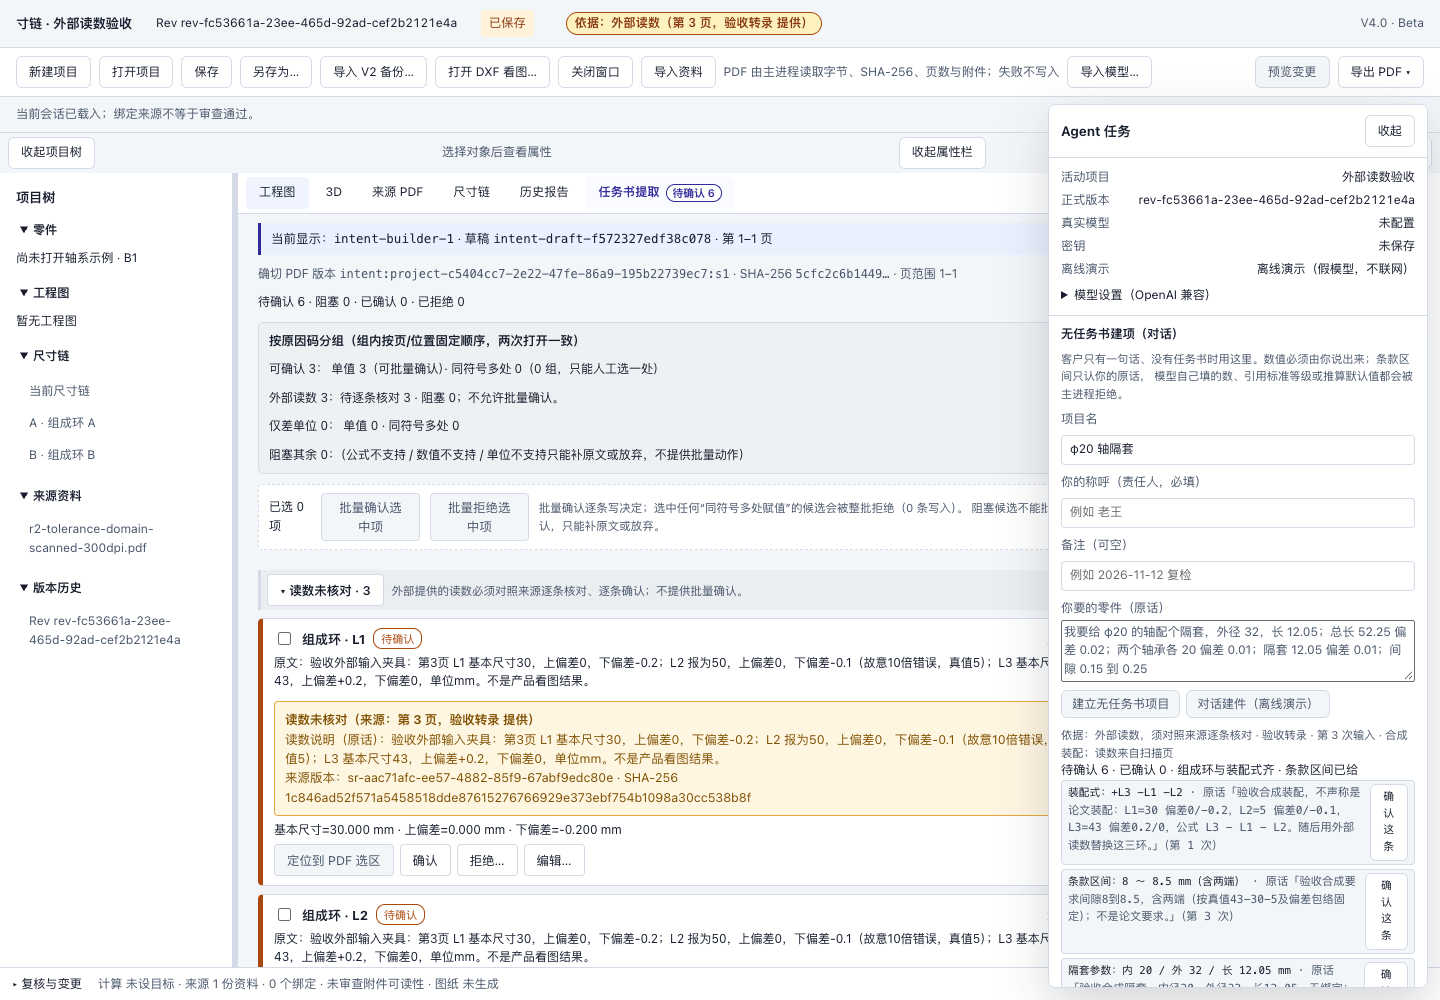 寸链 · 外部读数验收 Rev rev-fc53661a-23ee-465d-92ad-cef2b2121e4a 已保存 依据：外部读数（第 3 页，验收转录 提供） V4.0 · Beta
新建项目 打开项目 保存 另存为... 导入 V2 备份... 打开 DXF 看图... 关闭窗口 导入资料 PDF 由主进程读取字节、SHA-256、页数与附件；失败不写入 导入模型... 预览变更 导出 PDF ▾
当前会话已载入；绑定来源不等于审查通过。
收起项目树 选择对象后查看属性 收起属性栏
项目树
▼ 零件
尚未打开轴系示例 · B1
▼ 工程图
暂无工程图
▼ 尺寸链
当前尺寸链
A · 组成环 A
B · 组成环 B
▼ 来源资料
r2-tolerance-domain-
scanned-300dpi.pdf
▼ 版本历史
Rev rev-fc53661a-23ee-
465d-92ad-cef2b2121e4a
工程图 3D 来源 PDF 尺寸链 历史报告 任务书提取 待确认 6
当前显示：intent-builder-1 · 草稿 intent-draft-f572327edf38c078 · 第 1–1 页
确切 PDF 版本 intent:project-c5404cc7-2e22-47fe-86a9-195b22739ec7:s1 · SHA-256 5cfc2c6b1449… · 页范围 1–1
待确认 6 · 阻塞 0 · 已确认 0 · 已拒绝 0
按原因码分组（组内按页/位置固定顺序，两次打开一致）
可确认 3： 单值 3（可批量确认）· 同符号多处 0（0 组，只能人工选一处）
外部读数 3：待逐条核对 3 · 阻塞 0；不允许批量确认。
仅差单位 0： 单值 0 · 同符号多处 0
阻塞其余 0：（公式不支持 / 数值不支持 / 单位不支持只能补原文或放弃，不提供批量动作）
已选 0
项
批量确认选
中项
批量拒绝选
中项
批量确认逐条写决定；选中任何“同符号多处赋值”的候选会被整批拒绝（0 条写入）。 阻塞候选不能批
认，只能补原文或放弃。
▾ 读数未核对 · 3 外部提供的读数必须对照来源逐条核对、逐条确认；不提供批量确认。
组成环 · L1 待确认
原文：验收外部输入夹具：第3页 L1 基本尺寸30，上偏差0，下偏差-0.2；L2 报为50，上偏差0，下偏差-0.1（故意10倍错误，真值5）；L3 基本尺
43，上偏差+0.2，下偏差0，单位mm。不是产品看图结果。
读数未核对（来源：第 3 页，验收转录 提供）
读数说明（原话）：验收外部输入夹具：第3页 L1 基本尺寸30，上偏差0，下偏差-0.2；L2 报为50，上偏差0，下偏差-0.1（故意10倍错误，
值5）；L3 基本尺寸43，上偏差+0.2，下偏差0，单位mm。不是产品看图结果。
来源版本：sr-aac71afc-ee57-4882-85f9-67abf9edc80e · SHA-256
1c846ad52f571a5458518dde87615276766929e373ebf754b1098a30cc538b8f
基本尺寸=30.000 mm · 上偏差=0.000 mm · 下偏差=-0.200 mm
定位到 PDF 选区 确认 拒绝... 编辑...
组成环 · L2 待确认
原文：验收外部输入夹具：第3页 L1 基本尺寸30，上偏差0，下偏差-0.2；L2 报为50，上偏差0，下偏差-0.1（故意10倍错误，真值5）；L3 基本尺
43，上偏差+0.2，下偏差0，单位mm。不是产品看图结果。
Agent 任务 收起
活动项目 外部读数验收
正式版本 rev-fc53661a-23ee-465d-92ad-cef2b2121e4a
真实模型 未配置
密钥 未保存
离线演示 离线演示（假模型，不联网）
▶ 模型设置（OpenAI 兼容）
无任务书建项（对话）
客户只有一句话、没有任务书时用这里。数值必须由你说出来；条款区
间只认你的原话， 模型自己填的数、引用标准等级或推算默认值都会被
主进程拒绝。
项目名
φ20 轴隔套
你的称呼（责任人，必填）
例如 老王
备注（可空）
例如 2026-11-12 复检
你要的零件（原话）
我要给 φ20 的轴配个隔套，外径 32，长 12.05；总长 52.25 偏
差 0.02；两个轴承各 20 偏差 0.01；隔套 12.05 偏差 0.01；间
隙 0.15 到 0.25
建立无任务书项目 对话建件（离线演示）
依据：外部读数，须对照来源逐条核对 · 验收转录 · 第 3 次输入 · 合成
装配；读数来自扫描页
待确认 6 · 已确认 0 · 组成环与装配式齐 · 条款区间已给
装配式：+L3 −L1 −L2 · 原话「验收合成装配，不声称是
论文装配：L1=30 偏差0/-0.2，L2=5 偏差0/-0.1，
L3=43 偏差0.2/0，公式 L3 - L1 - L2。随后用外部
读数替换这三环。」（第 1 次）
确
认
这
条
条款区间：8 ～ 8.5 mm（含两端） · 原话「验收合成要
求间隙8到8.5，含两端（按真值43-30-5及偏差包络固
定）；不是论文要求。」（第 3 次）
确
认
这
条
隔套参数：内 20 / 外 32 / 长 12.05 mm · 原话
确
▸ 复核与变更 计算 未设目标 · 来源 1 份资料 · 0 个绑定 · 未审查附件可读性 · 图纸 未生成